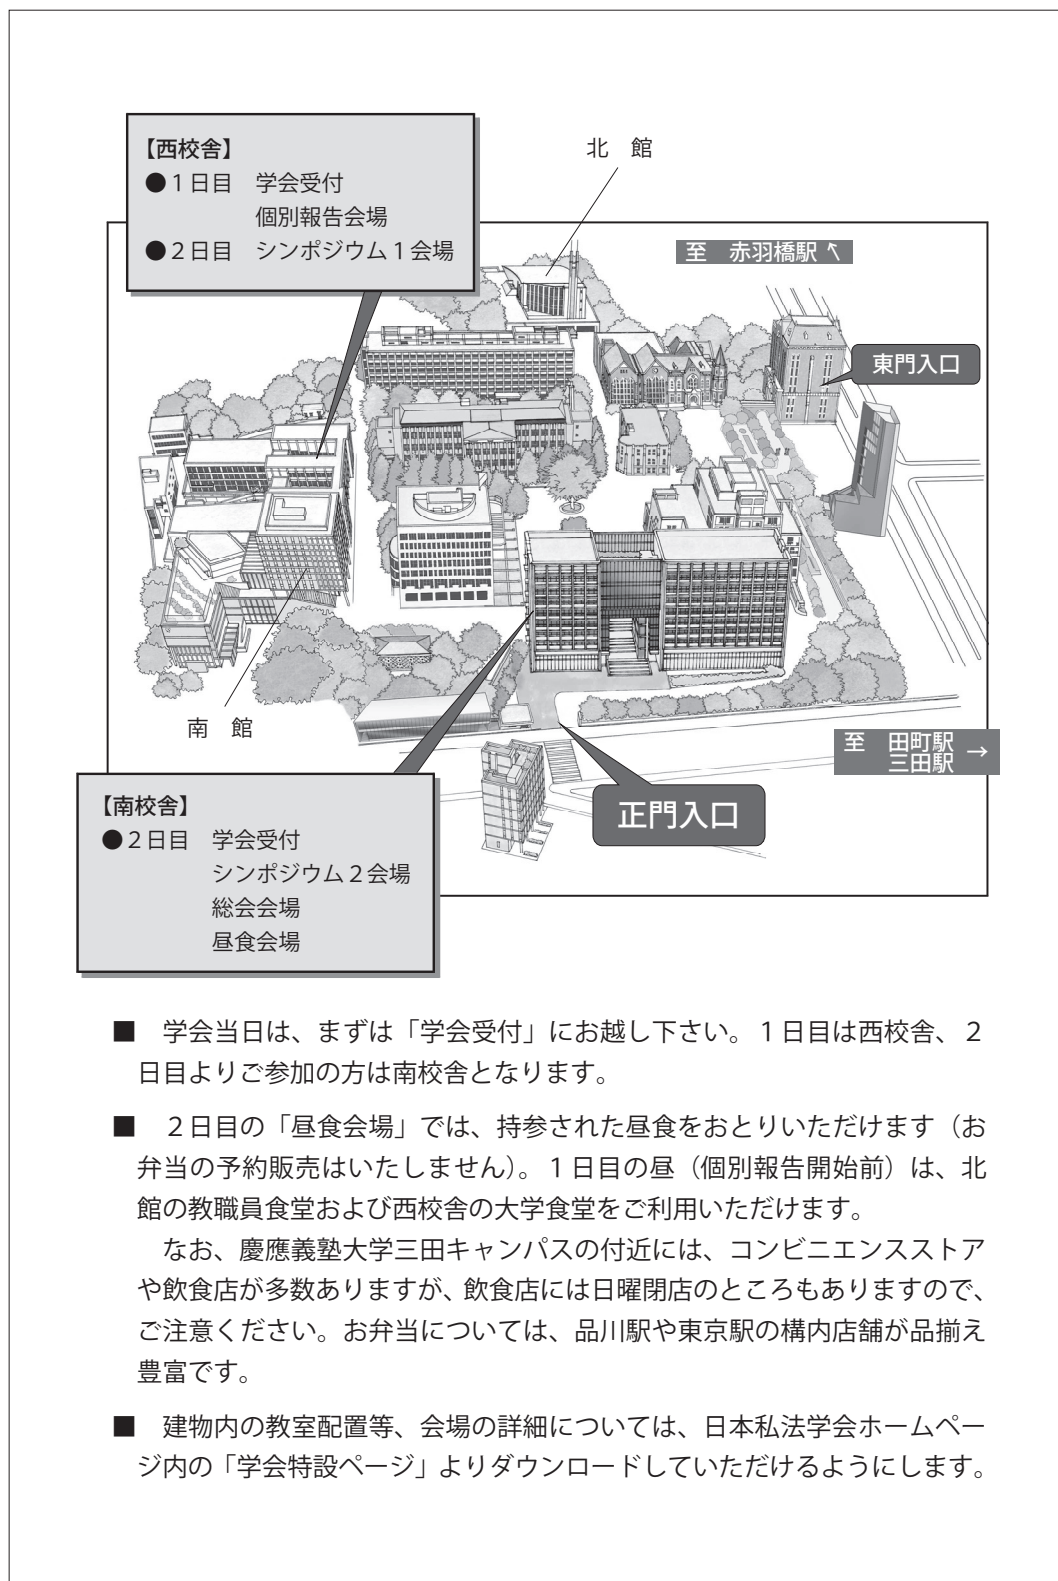 【西校舎】
●1日目　学会受付
個別報告会場
●2日目　シンポジウム1会場
北　館
至　赤羽橋駅↖
東門入口
南　館
至　田町駅 →
三田駅
正門入口
【南校舎】
●2日目　学会受付
シンポジウム2会場
総会会場
昼食会場
■　学会当日は、まずは「学会受付」にお越し下さい。1日目は西校舎、2
日目よりご参加の方は南校舎となります。
■　2日目の「昼食会場」では、持参された昼食をおとりいただけます（お
弁当の予約販売はいたしません）。1日目の昼（個別報告開始前）は、北
館の教職員食堂および西校舎の大学食堂をご利用いただけます。
なお、慶應義塾大学三田キャンパスの付近には、コンビニエンスストア
や飲食店が多数ありますが、飲食店には日曜閉店のところもありますので、
ご注意ください。お弁当については、品川駅や東京駅の構内店舗が品揃え
豊富です。
■　建物内の教室配置等、会場の詳細については、日本私法学会ホームペー
ジ内の「学会特設ページ」よりダウンロードしていただけるようにします。